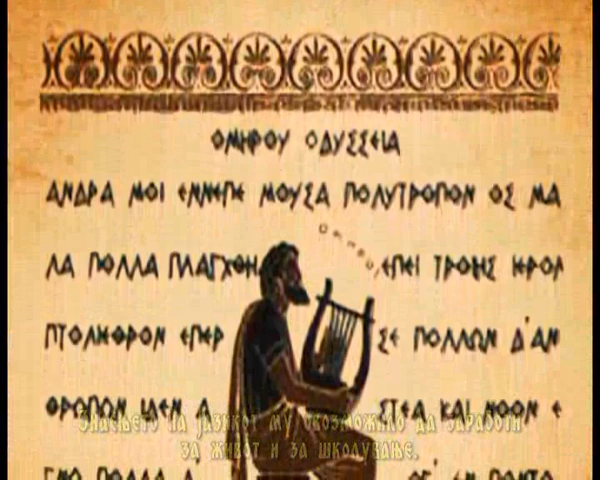 ΟΜΗΡΟΥ ΟΔΥΣΣΕΙΑ
ΑΝΔΡΑ ΜΟΙ ΕΝΝΕΠΕ ΜΟΥΣΑ ΠΟΛΥΤΡΟΠΟΝ ΟΣ ΜΑ
ΛΑ ΠΟΛΛΑ ΠΛΑΓΧΘΗ ΕΠΕΙ ΤΡΟΙΗΣ ΙΕΡΟΝ
ΠΤΟΛΙΕΘΡΟΝ ΕΠΕΡ ΣΕ ΠΟΛΛΩΝ Δ'ΑΝ
ΘΡΩΠΩΝ ΙΔΕΝ Α ΣΤΕΑ ΚΑΙ ΝΟΟΝ Ε
Знаењето на јазикот му овозможило да заработи
за живот и за школување.
ΠΟΛΛΑ